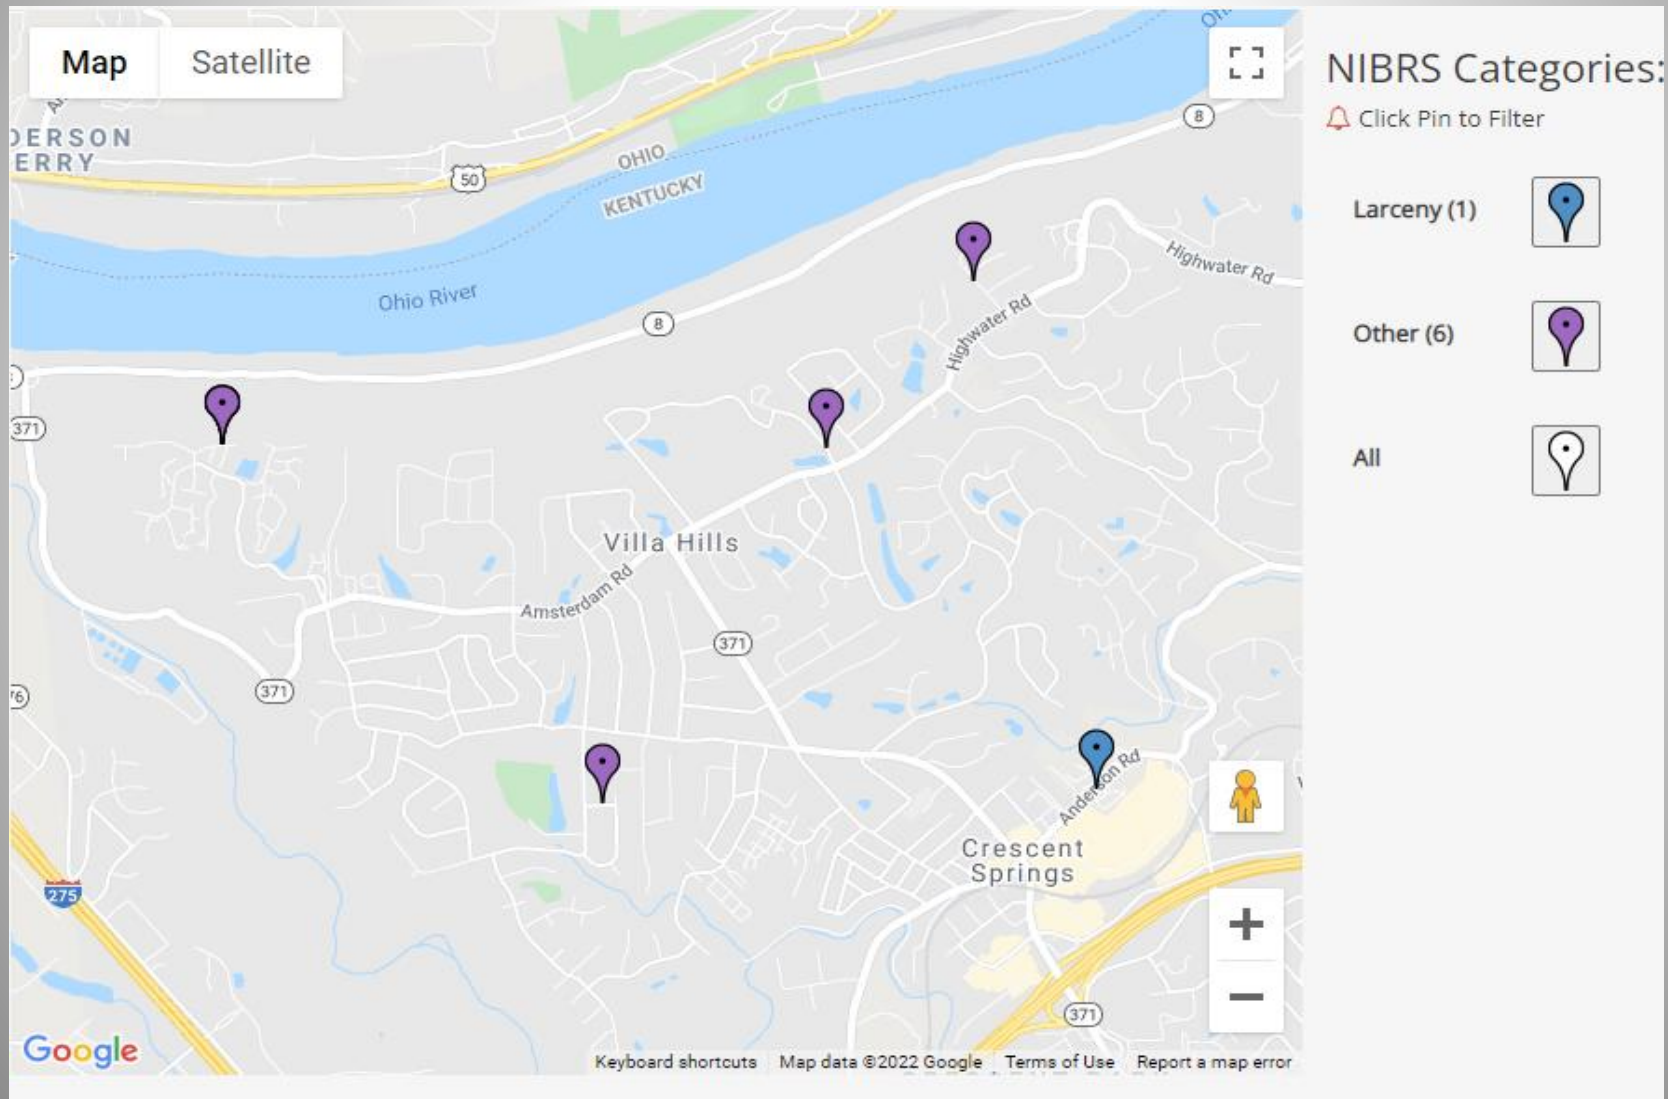 Map
Satellite
NIBRS Categories:
Click Pin to Filter
Larceny (1)
Other (6)
All
DERSON
ERRY
50
OHIO
KENTUCKY
8
Highwater Rd
Ohio River
8
Highwater Rd
371
Villa Hills
Amsterdam Rd
371
371
Anderson Rd
Crescent
Springs
275
371
Google
Keyboard shortcuts
Map data ©2022 Google
Terms of Use
Report a map error